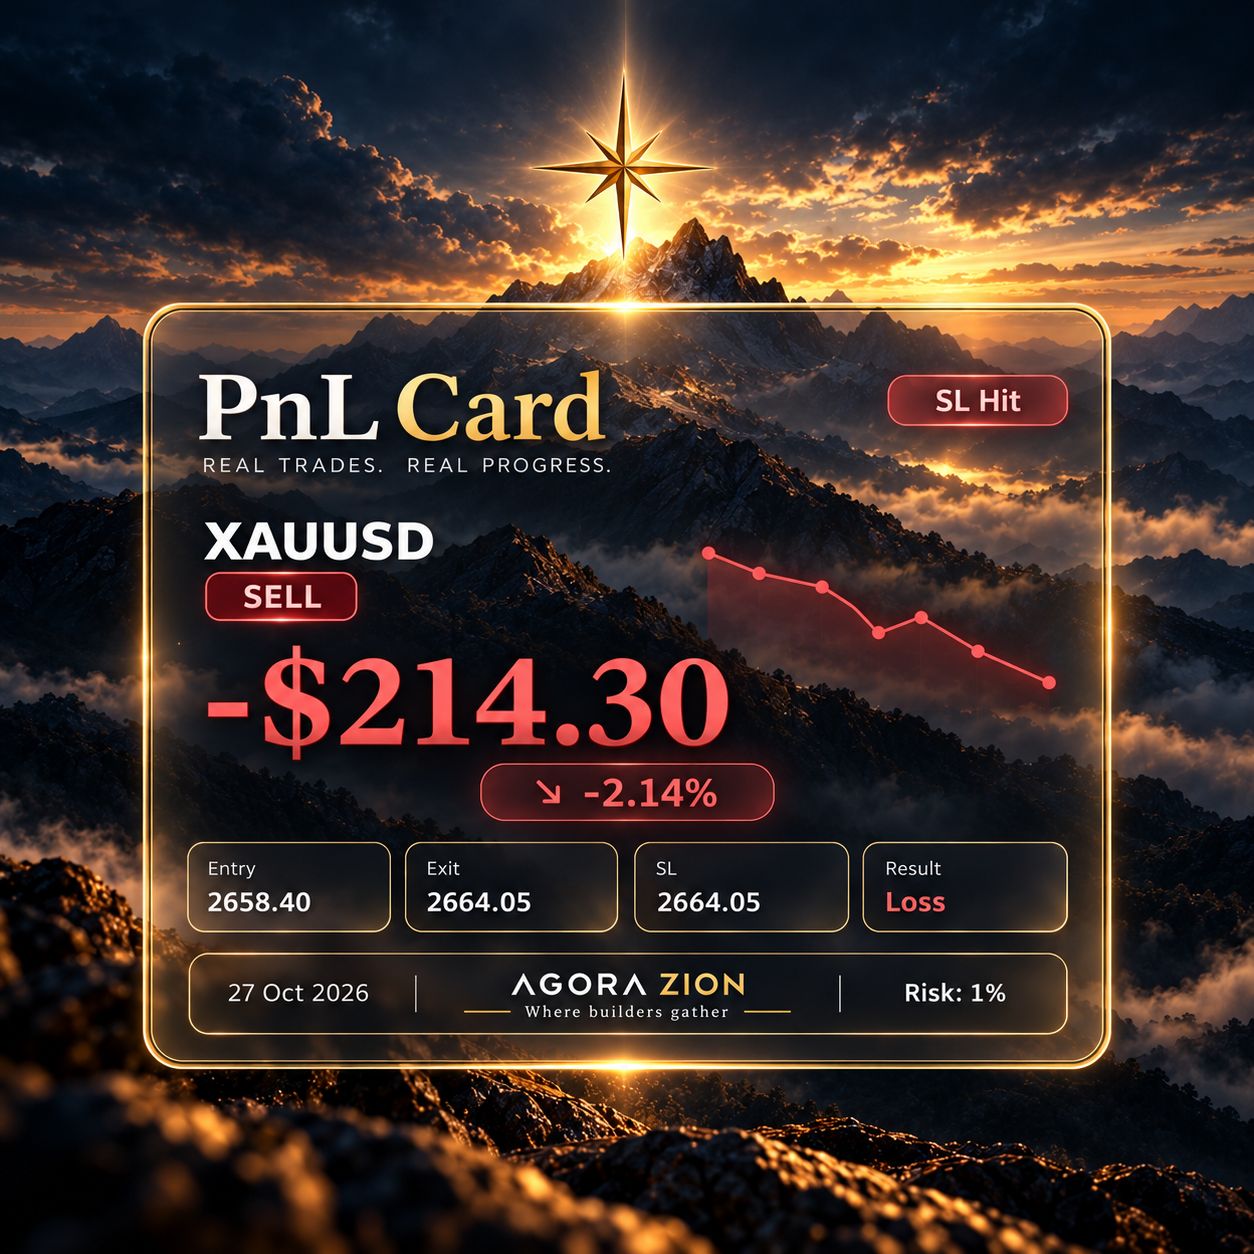 PnL Card
REAL TRADES. REAL PROGRESS.
SL Hit
XAUUSD
SELL
-$214.30
↘ -2.14%
Entry
2658.40
Exit
2664.05
SL
2664.05
Result
Loss
27 Oct 2026
AGORA ZION
Where builders gather
Risk: 1%